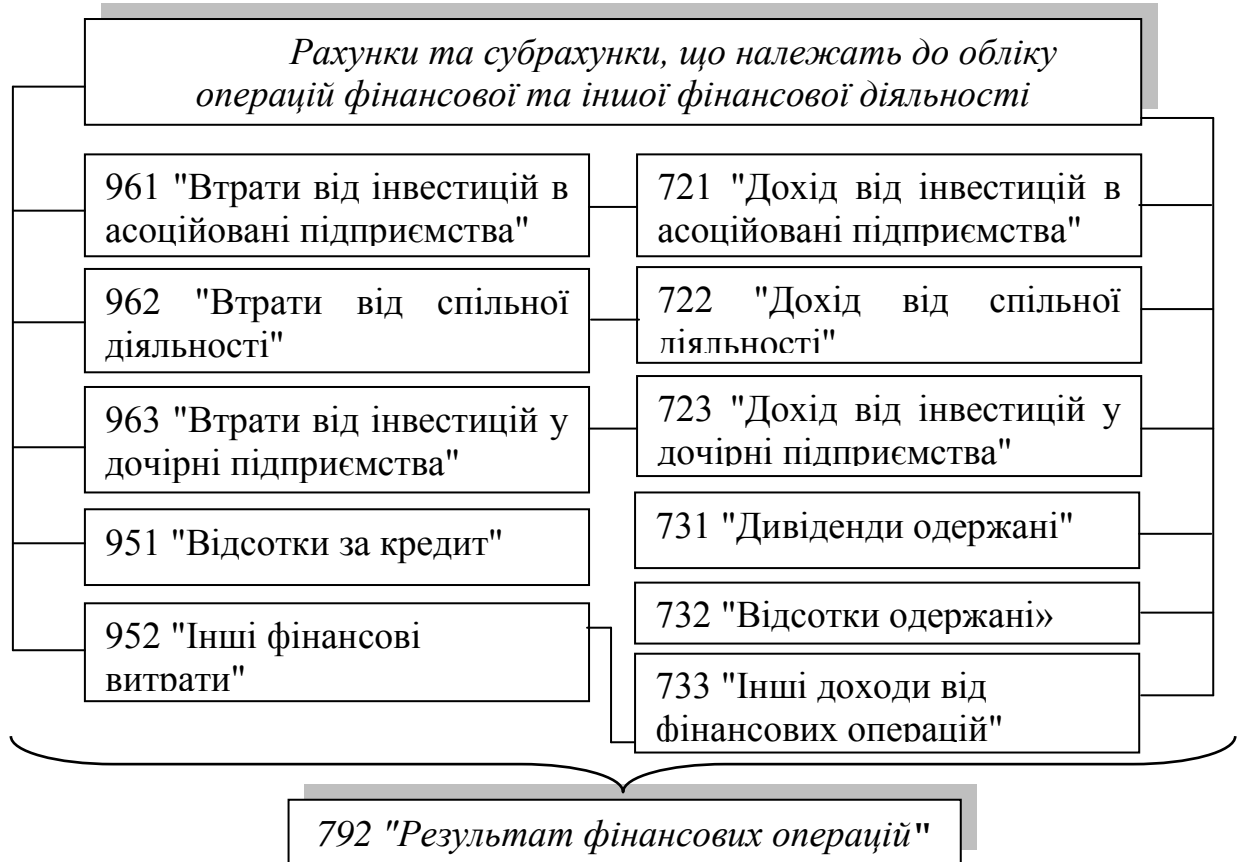 Рахунки та субрахунки, що належать до обліку
операцій фінансової та іншої фінансової діяльності
961 "Втрати від інвестицій в
асоційовані підприємства"
721 "Дохід від інвестицій в
асоційовані підприємства"
962 "Втрати від спільної
діяльності"
722 "Дохід від спільної
діяльності"
963 "Втрати від інвестицій у
дочірні підприємства"
723 "Дохід від інвестицій у
дочірні підприємства"
951 "Відсотки за кредит"
731 "Дивіденди одержані"
952 "Інші фінансові
витрати"
732 "Відсотки одержані»
733 "Інші доходи від
фінансових операцій"
792 "Результат фінансових операцій"